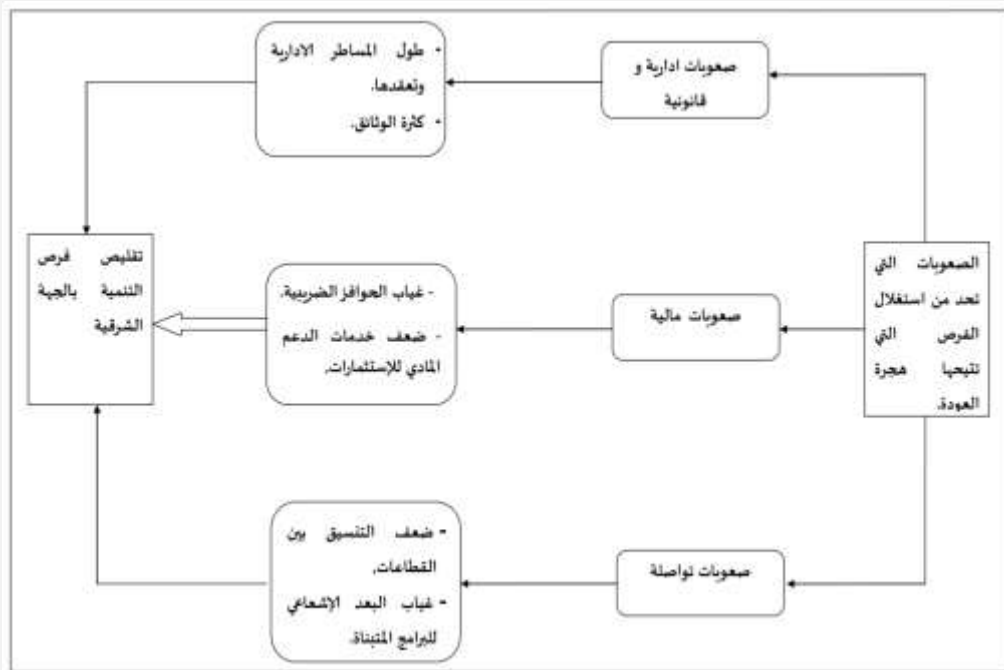 الصعوبات التي
تحد من استغلال
الفرص التي
تتيحها هجرة
العودة.
صعوبات ادارية و
قانونية
طول المساطر الادارية
وتعقدها.
كثرة الوثائق.
صعوبات مالية
- غياب الحوافز الضريبية.
- ضعف خدمات الدعم
المادي للإستثمارات.
صعوبات تواصلة
- ضعف التنسيق بين
القطاعات.
- غياب البعد الإشعاعي
للبرامج المتبناة.
تقليص فرص
التنمية بالجهة
الشرقية